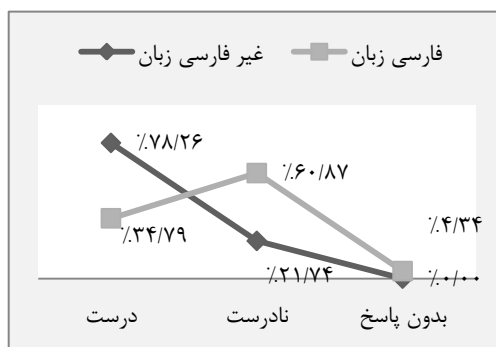 فارسی زبان
غیر فارسی زبان
٪۷۸/۲۶
٪۶۰/۸۷
٪۳۴/۷۹
٪۴/۳۴
٪۲۱/۷۴
٪۰/۰۰
درست
نادرست
بدون پاسخ